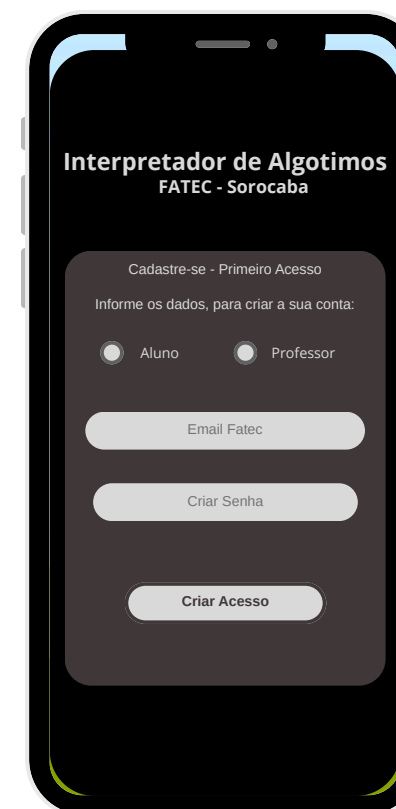 Interpretador de Algotimos
FATEC - Sorocaba
Cadastre-se - Primeiro Acesso
Informe os dados, para criar a sua conta:
Aluno Professor
Email Fatec
Criar Senha
Criar Acesso